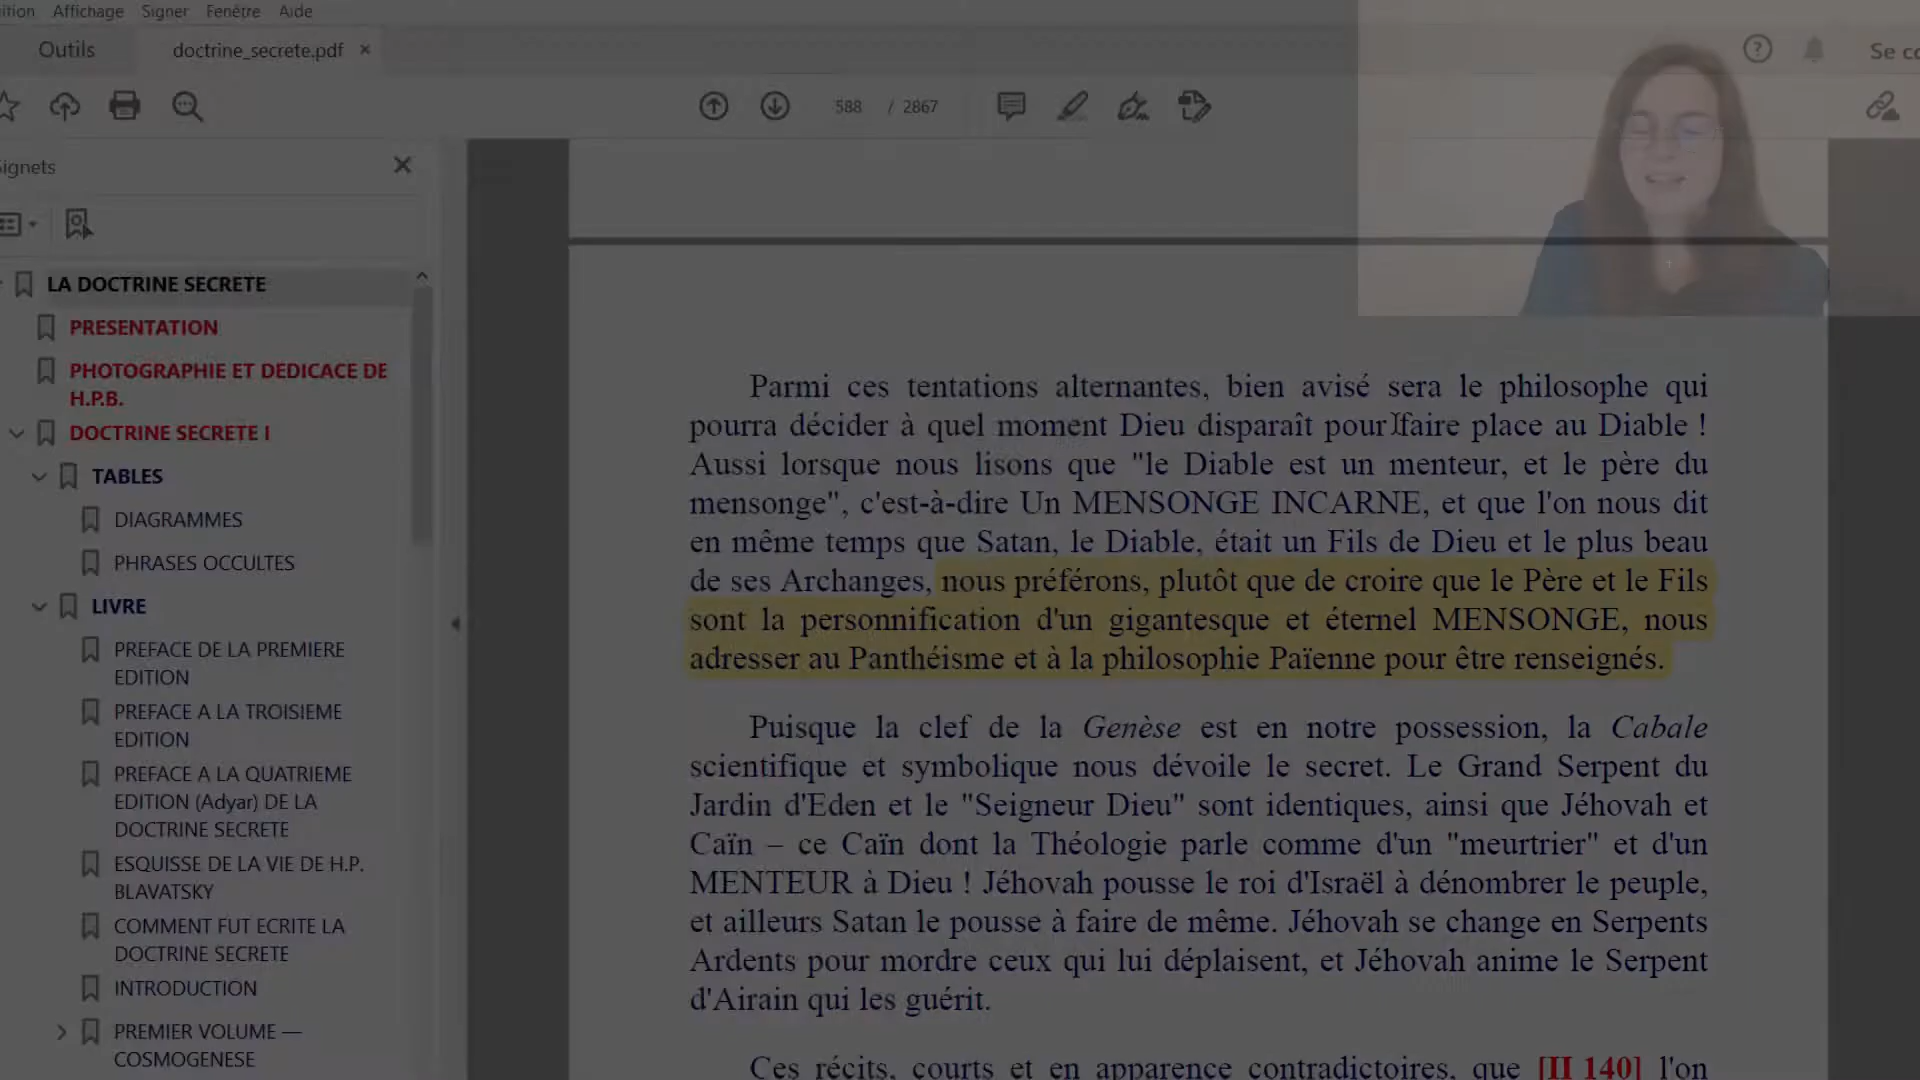 ition Affichage Signer Fenêtre Aide
Outils doctrine_secrete.pdf
Se co
588 / 2867
Signets
LA DOCTRINE SECRETE
PRESENTATION
PHOTOGRAPHIE ET DEDICACE DE
H.P.B.
DOCTRINE SECRETE I
TABLES
DIAGRAMMES
PHRASES OCCULTES
LIVRE
PREFACE DE LA PREMIERE
EDITION
PREFACE A LA TROISIEME
EDITION
PREFACE A LA QUATRIEME
EDITION (Adyar) DE LA
DOCTRINE SECRETE
ESQUISSE DE LA VIE DE H.P.
BLAVATSKY
COMMENT FUT ECRITE LA
DOCTRINE SECRETE
INTRODUCTION
PREMIER VOLUME —
COSMOGENESE
Parmi ces tentations alternantes, bien avisé sera le philosophe qui
pourra décider à quel moment Dieu disparaît pour faire place au Diable !
Aussi lorsque nous lisons que "le Diable est un menteur, et le père du
mensonge", c'est-à-dire Un MENSONGE INCARNE, et que l'on nous dit
en même temps que Satan, le Diable, était un Fils de Dieu et le plus beau
de ses Archanges, nous préférons, plutôt que de croire que le Père et le Fils
sont la personnification d'un gigantesque et éternel MENSONGE, nous
adresser au Panthéisme et à la philosophie Païenne pour être renseignés.
Puisque la clef de la Genèse est en notre possession, la Cabale
scientifique et symbolique nous dévoile le secret. Le Grand Serpent du
Jardin d'Eden et le "Seigneur Dieu" sont identiques, ainsi que Jéhovah et
Caïn – ce Caïn dont la Théologie parle comme d'un "meurtrier" et d'un
MENTEUR à Dieu ! Jéhovah pousse le roi d'Israël à dénombrer le peuple,
et ailleurs Satan le pousse à faire de même. Jéhovah se change en Serpents
Ardents pour mordre ceux qui lui déplaisent, et Jéhovah anime le Serpent
d'Airain qui les guérit.
Ces récits, courts et en apparence contradictoires, que [II 140] l'on